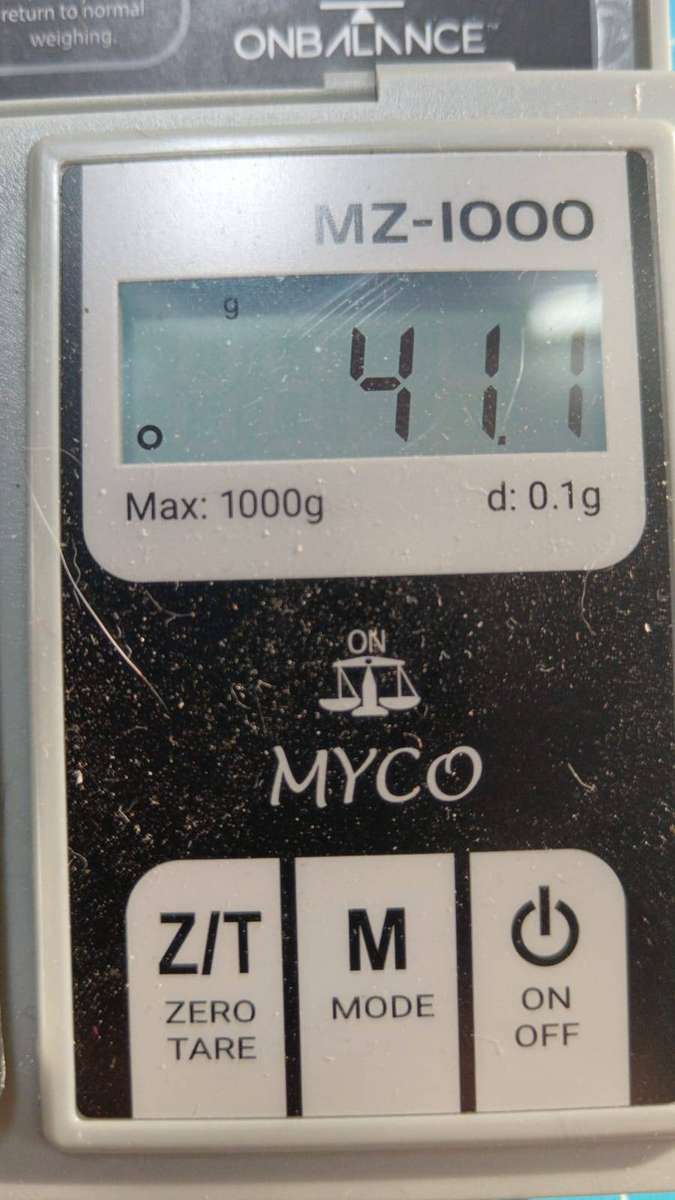 return to normal
weighing.
ONBALANCE™
MZ-1000
g
41.1
Max: 1000g
d: 0.1g
ON
MYCO
Z/T
ZERO
TARE
M
MODE
ON
OFF